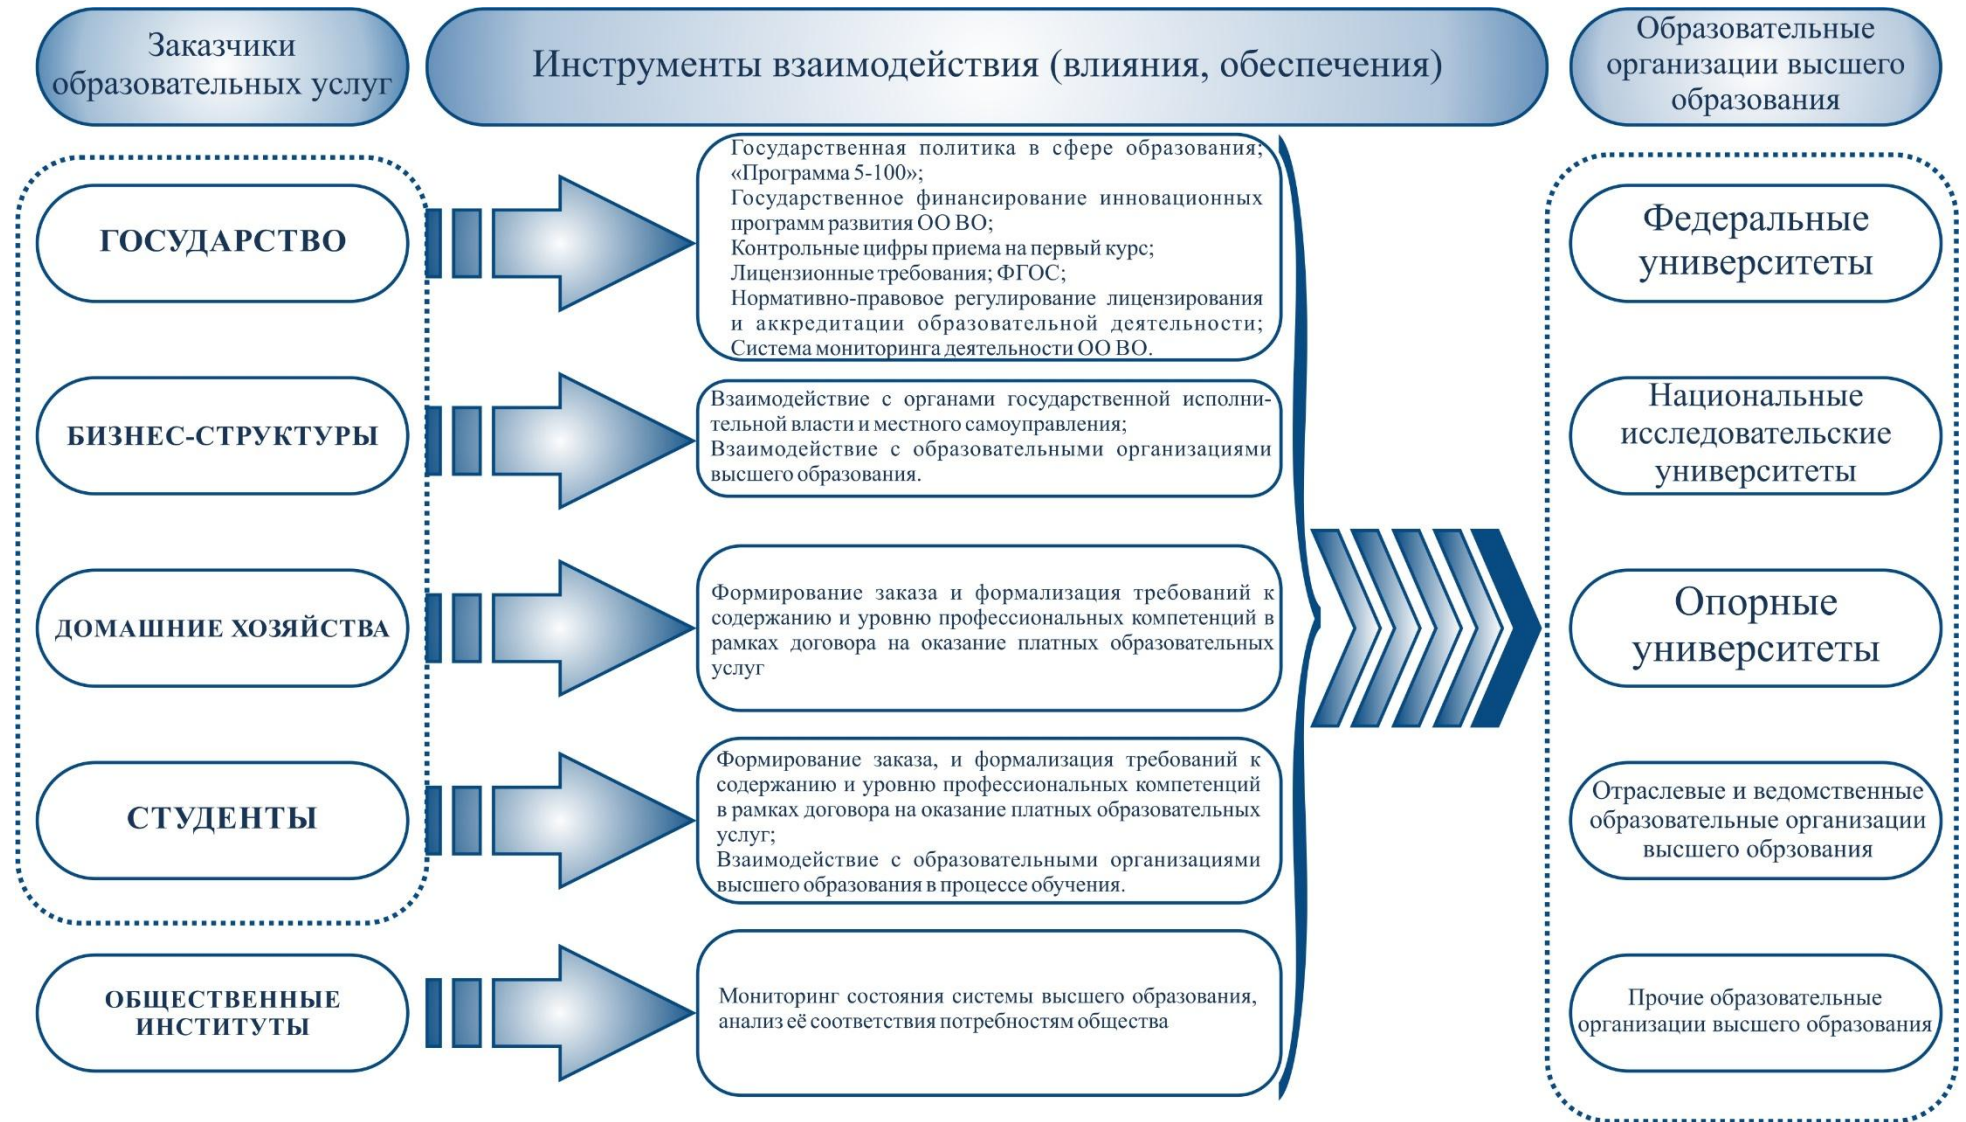 Заказчики
образовательных услуг
Инструменты взаимодействия (влияния, обеспечения)
Образовательные
организации высшего
образования
ГОСУДАРСТВО
Государственная политика в сфере образования;
«Программа 5-100»;
Государственное финансирование инновационных
программ развития ОО ВО;
Контрольные цифры приема на первый курс;
Лицензионные требования; ФГОС;
Нормативно-правовое регулирование лицензирования
и аккредитации образовательной деятельности;
Система мониторинга деятельности ОО ВО.
Федеральные
университеты
БИЗНЕС-СТРУКТУРЫ
Взаимодействие с органами государственной исполни-
тельной власти и местного самоуправления;
Взаимодействие с образовательными организациями
высшего образования.
Национальные
исследовательские
университеты
ДОМАШНИЕ ХОЗЯЙСТВА
Формирование заказа и формализация требований к
содержанию и уровню профессиональных компетенций в
рамках договора на оказание платных образовательных
услуг
Опорные
университеты
СТУДЕНТЫ
Формирование заказа, и формализация требований к
содержанию и уровню профессиональных компетенций
в рамках договора на оказание платных образовательных
услуг;
Взаимодействие с образовательными организациями
высшего образования в процессе обучения.
Отраслевые и ведомственные
образовательные организации
высшего обрзования
ОБЩЕСТВЕННЫЕ
ИНСТИТУТЫ
Мониторинг состояния системы высшего образования,
анализ её соответствия потребностям общества
Прочие образовательные
организации высшего образования